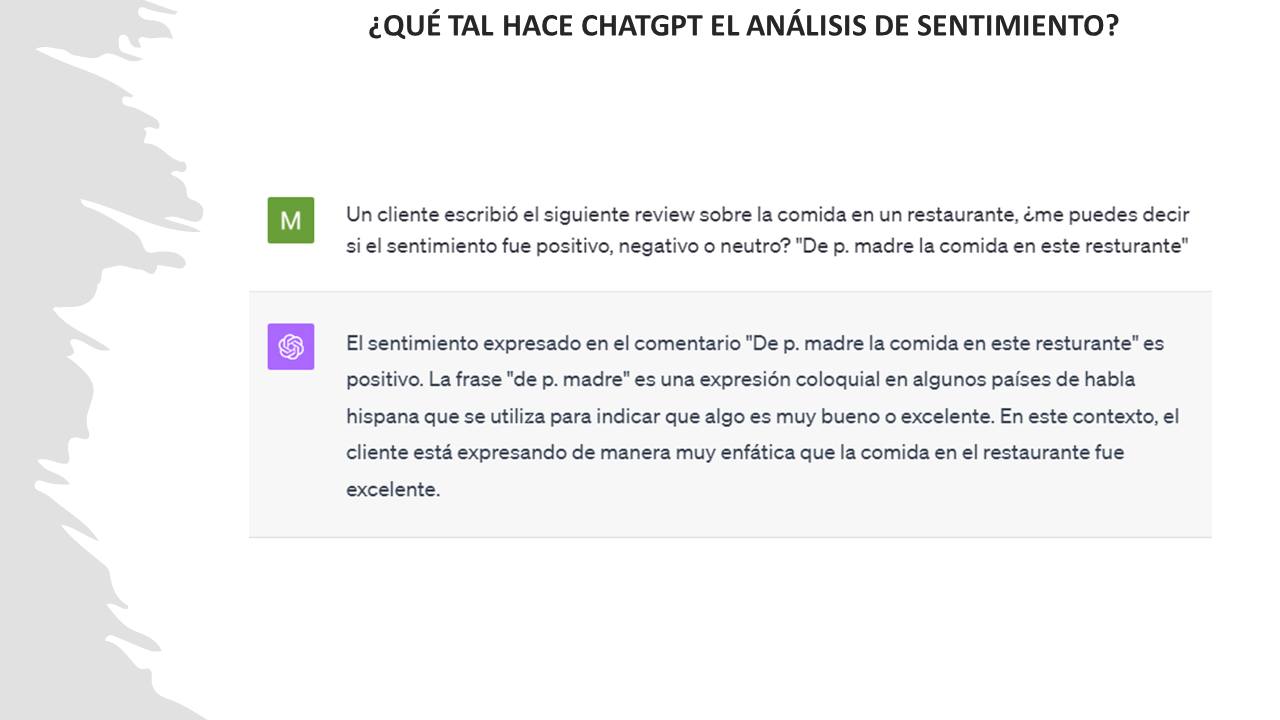 ¿QUÉ TAL HACE CHATGPT EL ANÁLISIS DE SENTIMIENTO?
M
Un cliente escribió el siguiente review sobre la comida en un restaurante, ¿me puedes decir
si el sentimiento fue positivo, negativo o neutro? "De p. madre la comida en este resturante"
El sentimiento expresado en el comentario "De p. madre la comida en este resturante" es
positivo. La frase "de p. madre" es una expresión coloquial en algunos países de habla
hispana que se utiliza para indicar que algo es muy bueno o excelente. En este contexto, el
cliente está expresando de manera muy enfática que la comida en el restaurante fue
excelente.